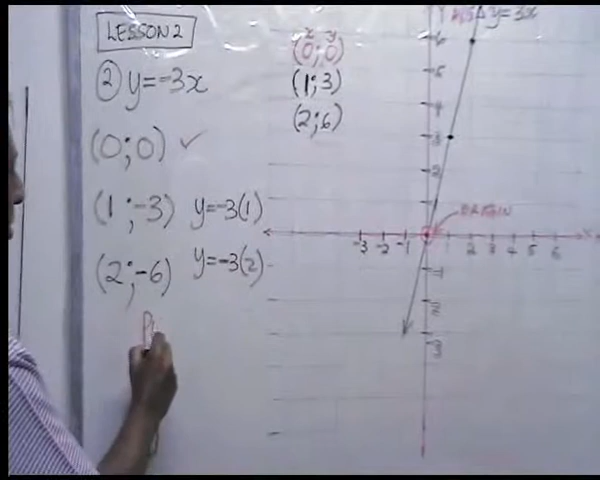 LESSON 2
② y=-3x
(0;0) ✓
(1;-3) y=-3(1)
(2;-6) y=-3(2)
x y
(0;0)
(1;3)
(2;6)
y=3x
6
5
4
3
2
1
ORIGIN
-3 -2 -1 2 3 4 5 6 x
-1
-2
-3